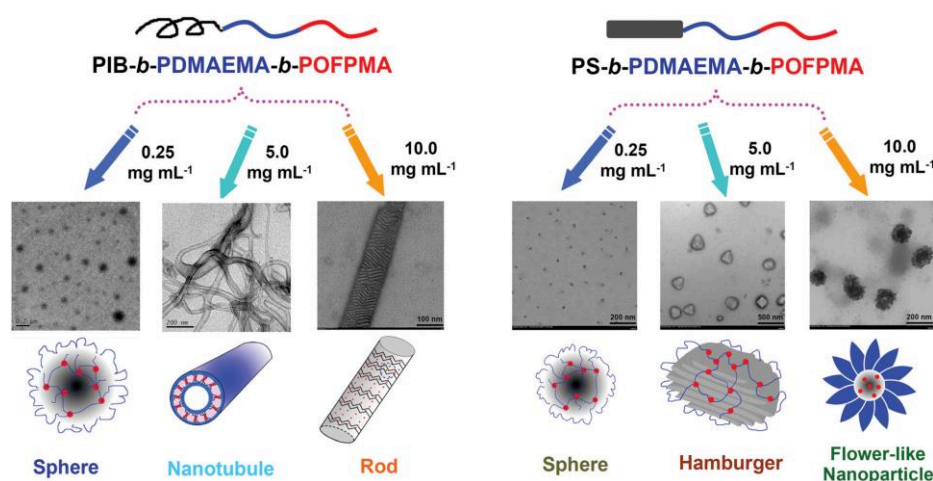 PIB-b-PDMAEMA-b-POFPMA
0.25
mg mL⁻¹
5.0
mg mL⁻¹
10.0
mg mL⁻¹
200 nm
100 nm
Sphere
Nanotubule
Rod
PS-b-PDMAEMA-b-POFPMA
0.25
mg mL⁻¹
5.0
mg mL⁻¹
10.0
mg mL⁻¹
200 nm
500 nm
200 nm
Sphere
Hamburger
Flower-like
Nanoparticle